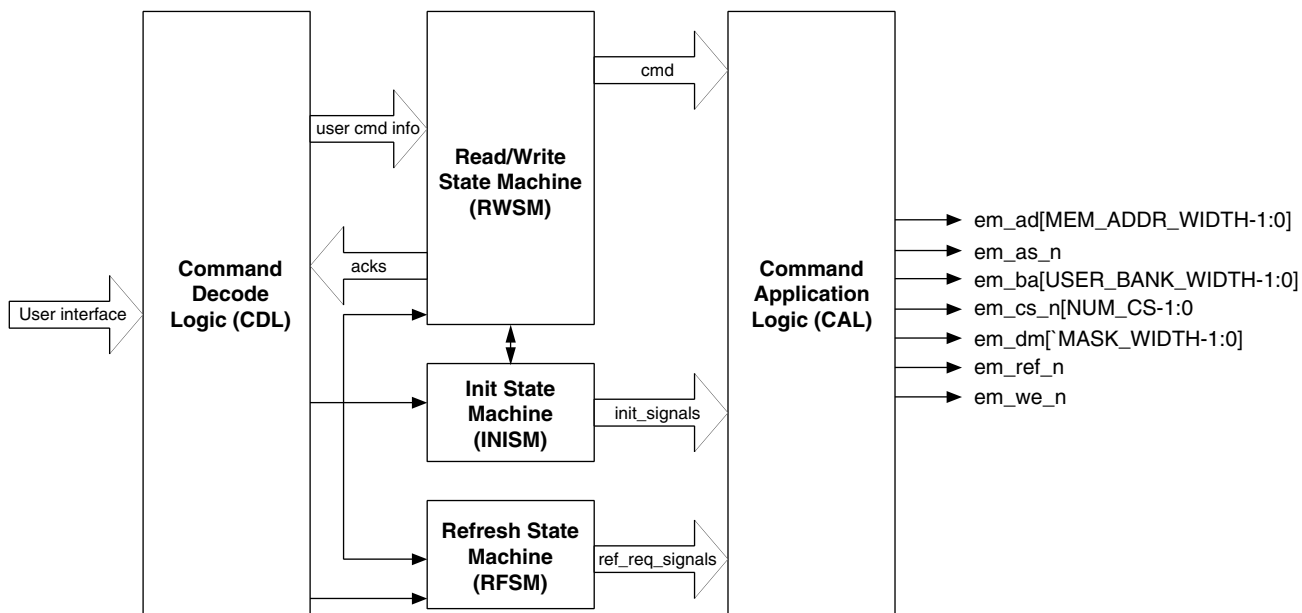 cmd
user cmd info
Read/Write
State Machine
(RWSM)
acks
User interface
Command
Decode
Logic (CDL)
Init State
Machine
(INISM)
init_signals
Refresh State
Machine
(RFSM)
ref_req_signals
Command
Application
Logic (CAL)
em_ad[MEM_ADDR_WIDTH-1:0]
em_as_n
em_ba[USER_BANK_WIDTH-1:0]
em_cs_n[NUM_CS-1:0
em_dm[`MASK_WIDTH-1:0]
em_ref_n
em_we_n